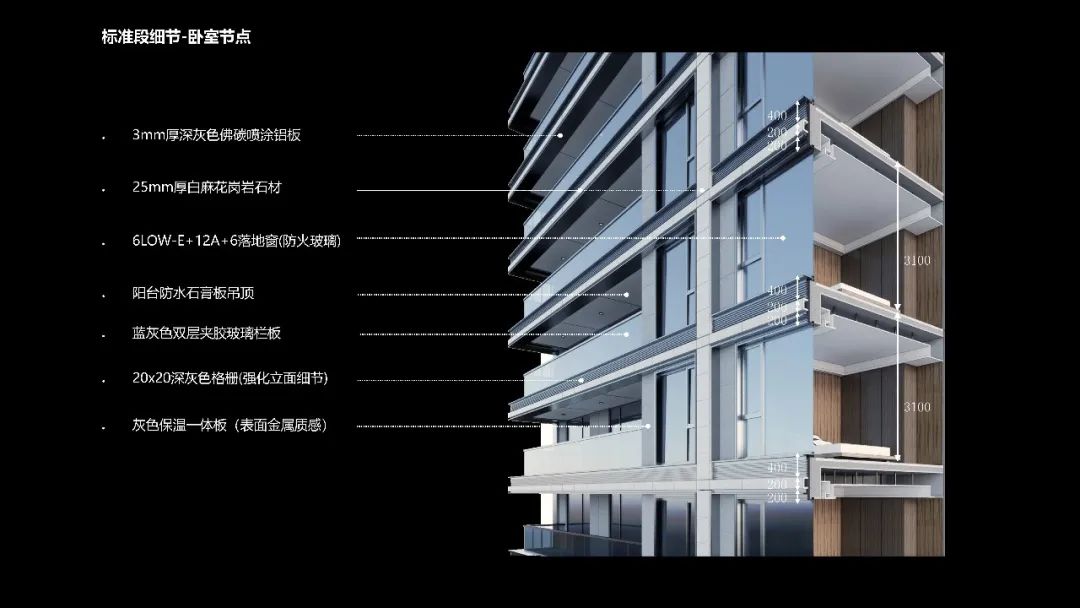 标准段细节-卧室节点
3mm厚深灰色佛碳喷涂铝板
25mm厚白麻花岗岩石材
6LOW-E+12A+6落地窗(防火玻璃)
阳台防水石膏板吊顶
蓝灰色双层夹胶玻璃栏板
20x20深灰色格栅(强化立面细节)
灰色保温一体板（表面金属质感）
400
200
200
3100
400
200
200
3100
400
200
200